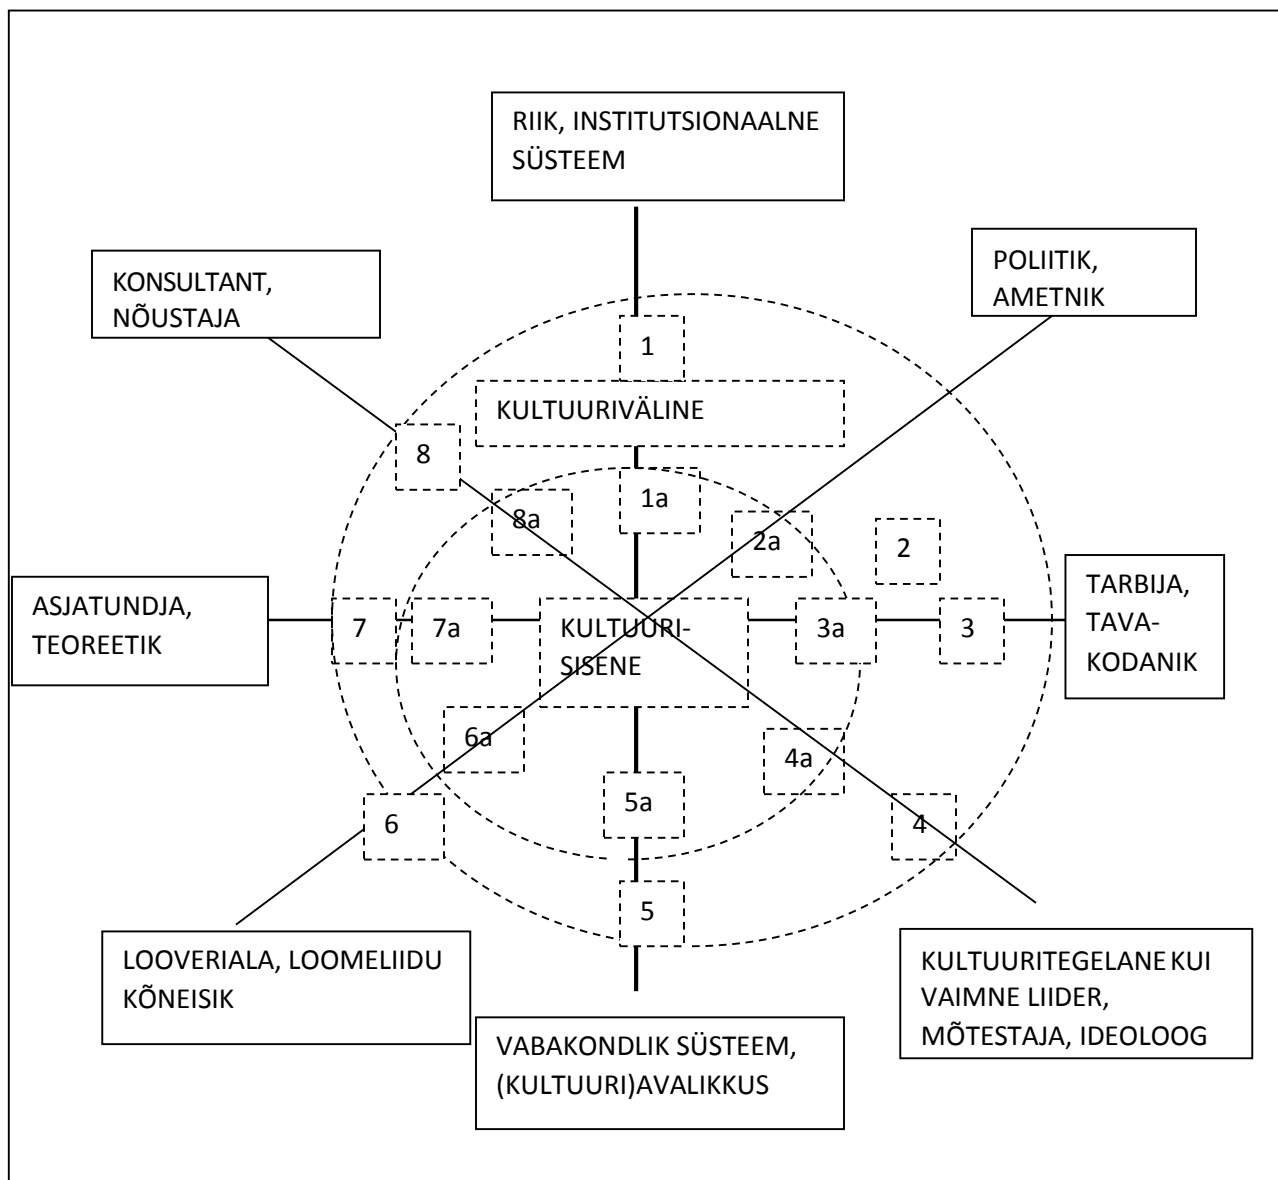 RIIK, INSTITUTSIONAALNE
SÜSTEEM
KONSULTANT,
NÕUSTAJA
POLIITIK,
AMETNIK
1
KULTUURIVÄLINE
8
1a
8a
2a
2
ASJATUNDJA,
TEOREETIK
7
7a
KULTUURI-
SISENE
3a
3
TARBIJA,
TAVA-
KODANIK
6a
4a
5a
6
4
5
LOOVERIALA, LOOMELIIDU
KÕNEISIK
VABAKONDLIK SÜSTEEM,
(KULTUURI)AVALIKKUS
KULTUURITEGELANE KUI
VAIMNE LIIDER,
MÕTESTAJA, IDEOLOOG